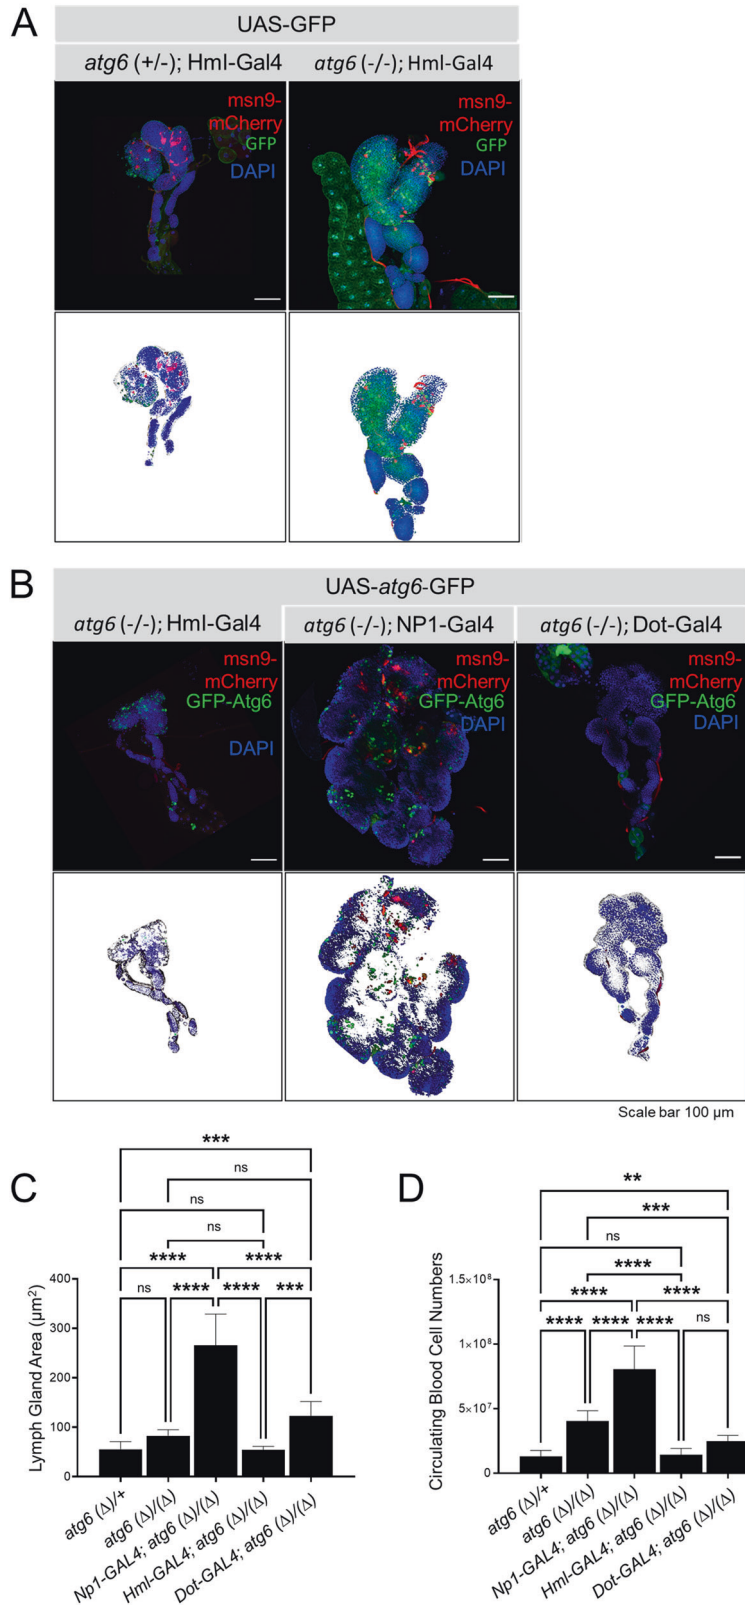 A
UAS-GFP
atg6 (+/-); Hml-Gal4
atg6 (-/-); Hml-Gal4
msn9-
mCherry
GFP
DAPI
msn9-
mCherry
GFP
DAPI
B
UAS-atg6-GFP
atg6 (-/-); Hml-Gal4
atg6 (-/-); NP1-Gal4
atg6 (-/-); Dot-Gal4
msn9-
mCherry
GFP-Atg6
DAPI
msn9-
mCherry
GFP-Atg6
DAPI
msn9-
mCherry
GFP-Atg6
DAPI
Scale bar 100 µm
C
***
ns
ns
ns
**** ****
ns **** **** ***
Lymph Gland Area (µm²)
400
300
200
100
0
atg6 (Δ)/+
atg6 (Δ)/(Δ)
Np1-GAL4; atg6 (Δ)/(Δ)
Hml-GAL4; atg6 (Δ)/(Δ)
Dot-GAL4; atg6 (Δ)/(Δ)
D
**
***
ns
****
**** ****
**** **** **** ns
Circulating Blood Cell Numbers
1.5×10⁸
1×10⁸
5×10⁷
0
atg6 (Δ)/+
atg6 (Δ)/(Δ)
Np1-GAL4; atg6 (Δ)/(Δ)
Hml-GAL4; atg6 (Δ)/(Δ)
Dot-GAL4; atg6 (Δ)/(Δ)